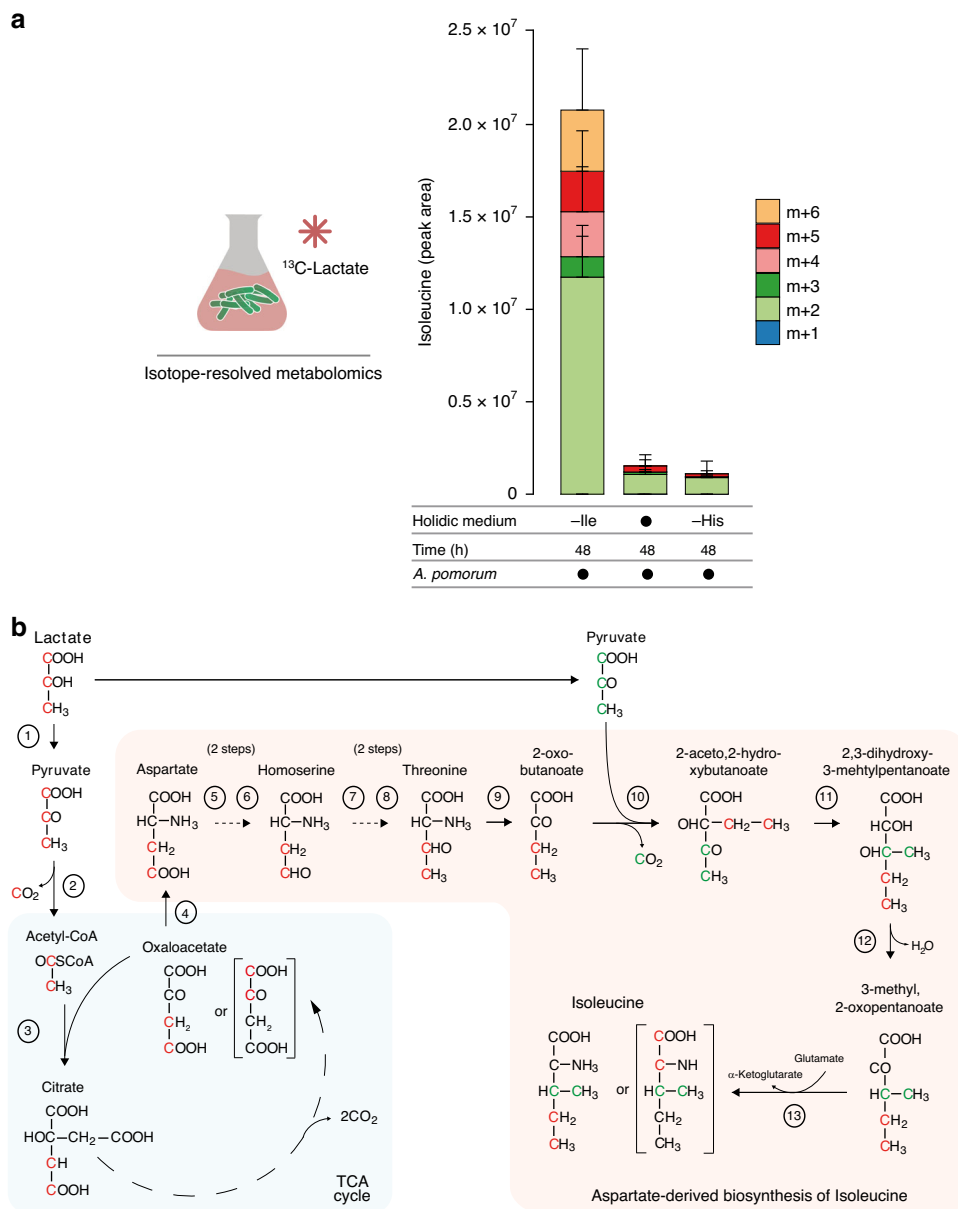 a
2.5 × 10⁷
2.0 × 10⁷
1.5 × 10⁷
1.0 × 10⁷
0.5 × 10⁷
0
Isoleucine (peak area)
¹³C-Lactate
Isotope-resolved metabolomics
m+6
m+5
m+4
m+3
m+2
m+1
Holidic medium –Ile ● –His
Time (h) 48 48 48
A. pomorum ● ● ●
b
Lactate
COOH
COH
CH₃
1
Pyruvate
COOH
CO
CH₃
CO₂
2
Acetyl-CoA
OCSCoA
CH₃
3
Citrate
COOH
HO C–CH₂–COOH
CH
COOH
Oxaloacetate
COOH
CO
CH₂
COOH
or
COOH
CO
CH₂
COOH
4
2CO₂
TCA
cycle
Aspartate
COOH
HC–NH₃
CH₂
COOH
(2 steps)
5 6
Homoserine
COOH
HC–NH₃
CH₂
CHO
(2 steps)
7 8
Threonine
COOH
HC–NH₃
CHO
CH₃
9
2-oxo-
butanoate
COOH
CO
CH₂
CH₃
Pyruvate
COOH
CO
CH₃
10
CO₂
2-aceto,2-hydro-
xybutanoate
COOH
OHC–CH₂–CH₃
CO
CH₃
11
2,3-dihydroxy-
3-mehtylpentanoate
COOH
HCOH
OHC–CH₃
CH₂
CH₃
12
H₂O
3-methyl,
2-oxopentanoate
COOH
CO
HC–CH₃
CH₂
CH₃
Glutamate
α-Ketoglutarate
13
Isoleucine
COOH
C–NH₃
HC–CH₃
CH₂
CH₃
or
COOH
C–NH
HC–CH₃
CH₂
CH₃
Aspartate-derived biosynthesis of Isoleucine